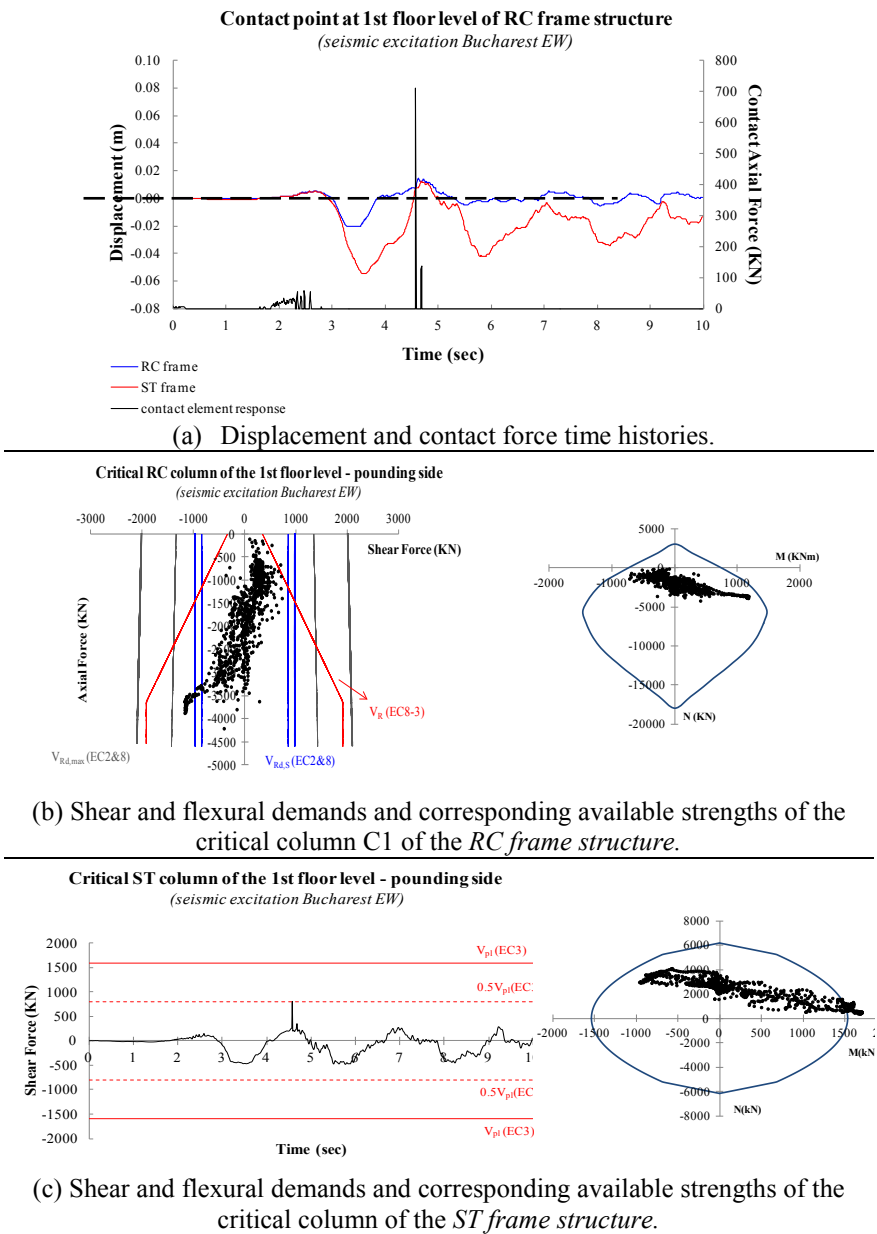 Contact point at 1st floor level of RC frame structure
(seismic excitation Bucharest EW)
0.10
0.08
0.06
0.04
0.02
0.00
-0.02
-0.04
-0.06
-0.08
Displacement (m)
800
700
600
500
400
300
200
100
0
Contact Axial Force (KN)
0 1 2 3 4 5 6 7 8 9 10
Time (sec)
RC frame
ST frame
contact element response
(a) Displacement and contact force time histories.
Critical RC column of the 1st floor level - pounding side
(seismic excitation Bucharest EW)
-3000 -2000 -1000 0 1000 2000 3000
Shear Force (KN)
0
-500
-1000
-1500
-2000
-2500
-3000
-3500
-4000
-4500
-5000
Axial Force (KN)
V_R (EC8-3)
V_Rd,max (EC2&8)
V_Rd,S (EC2&8)
5000
0
-5000
-10000
-15000
-20000
M (KNm)
-2000 -1000 0 1000 2000
N (KN)
(b) Shear and flexural demands and corresponding available strengths of the
critical column C1 of the RC frame structure.
Critical ST column of the 1st floor level - pounding side
(seismic excitation Bucharest EW)
2000
1500
1000
500
0
-500
-1000
-1500
-2000
Shear Force (KN)
V_pl (EC3)
0.5V_pl(EC3
0 1 2 3 4 5 6 7 8 9 10
0.5V_pl(EC
V_pl (EC3)
Time (sec)
8000
6000
4000
2000
0
-2000
-4000
-6000
-8000
-1500 -1000 -500 0 500 1000 1500
M(kN
N(kN)
(c) Shear and flexural demands and corresponding available strengths of the
critical column of the ST frame structure.